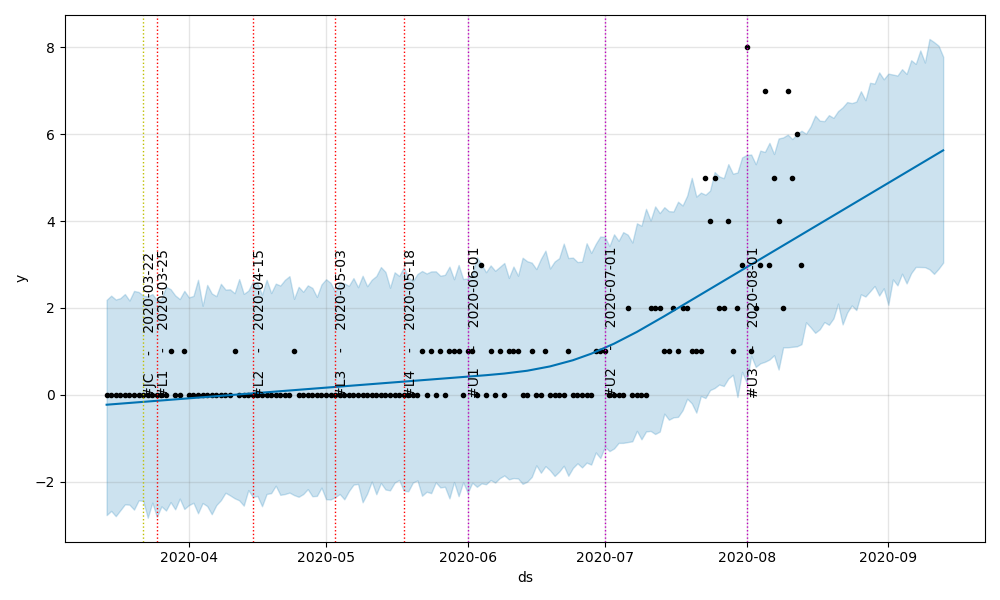 8
6
4
2
0
−2
y
#JC - 2020-03-22
#L1 - 2020-03-25
#L2 - 2020-04-15
#L3 - 2020-05-03
#L4 - 2020-05-18
#U1 - 2020-06-01
#U2 - 2020-07-01
#U3 - 2020-08-01
2020-04
2020-05
2020-06
2020-07
2020-08
2020-09
ds